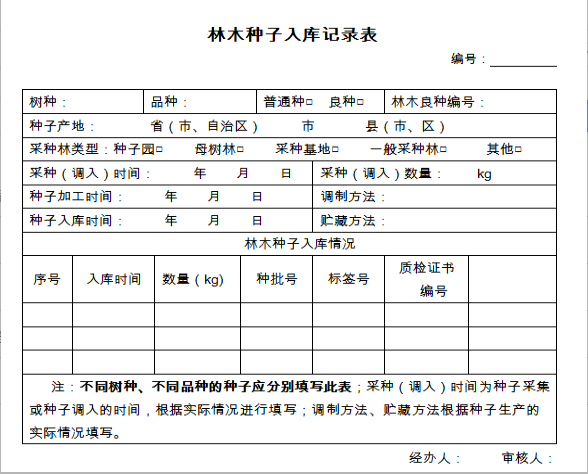 林木种子入库记录表
编号：________
树种： 品种： 普通种□ 良种□ 林木良种编号：
种子产地： 省（市、自治区） 市 县（市、区）
采种林类型：种子园□ 母树林□ 采种基地□ 一般采种林□ 其他□
采种（调入）时间： 年 月 日 采种（调入）数量： kg
种子加工时间： 年 月 日 调制方法：
种子入库时间： 年 月 日 贮藏方法：
林木种子入库情况
序号 入库时间 数量（kg） 种批号 标签号 质检证书
编号
注：不同树种、不同品种的种子应分别填写此表；采种（调入）时间为种子采集
或种子调入的时间，根据实际情况进行填写；调制方法、贮藏方法根据种子生产的
实际情况填写。
经办人： 审核人：